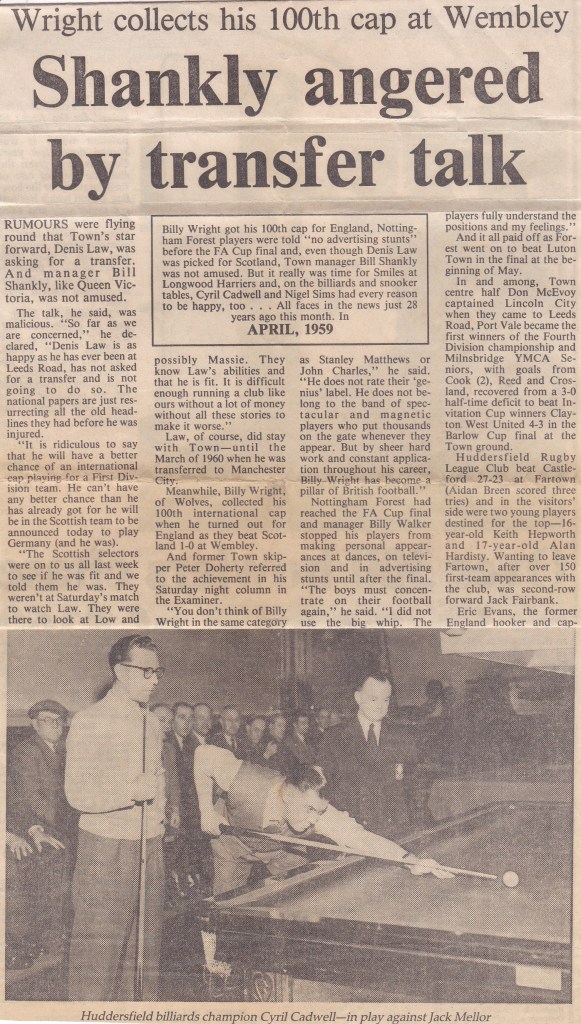 Wright collects his 100th cap at Wembley
Shankly angered
by transfer talk
RUMOURS were flying
round that Town's star
forward, Denis Law, was
asking for a transfer.
And manager Bill
Shankly, like Queen Vic-
toria, was not amused.
The talk, he said, was
malicious. "So far as we
are concerned," he de-
clared, "Denis Law is as
happy as he has ever been at
Leeds Road, has not asked
for a transfer and is not
going to do so. The
national papers are just res-
urrecting all the old head-
lines they had before he was
injured.
"It is ridiculous to say
that he will have a better
chance of an international
cap playing for a First Div-
ision team. He can't have
any better chance than he
has already got for he will
be in the Scottish team to be
announced today to play
Germany (and he was).
"The Scottish selectors
were on to us all last week
to see if he was fit and we
told them he was. They
weren't at Saturday's match
to watch Law. They were
there to look at Low and
Billy Wright got his 100th cap for England, Notting-
ham Forest players were told "no advertising stunts"
before the FA Cup final and, even though Denis Law
was picked for Scotland, Town manager Bill Shankly
was not amused. But it really was time for Smiles at
Longwood Harriers and, on the billiards and snooker
tables, Cyril Cadwell and Nigel Sims had every reason
to be happy, too . . . All faces in the news just 28
years ago this month. In
APRIL, 1959
possibly Massie. They
know Law's abilities and
that he is fit. It is difficult
enough running a club like
ours without a lot of money
without all these stories to
make it worse."
Law, of course, did stay
with Town—until the
March of 1960 when he was
transferred to Manchester
City.
Meanwhile, Billy Wright,
of Wolves, collected his
100th international cap
when he turned out for
England as they beat Scot-
land 1-0 at Wembley.
And former Town skip-
per Peter Doherty referred
to the achievement in his
Saturday night column in
the Examiner.
"You don't think of Billy
Wright in the same category
as Stanley Matthews or
John Charles," he said.
"He does not rate their 'ge-
nius' label. He does not be-
long to the band of spec-
tacular and magnetic
players who put thousands
on the gate whenever they
appear. But by sheer hard
work and constant applica-
tion throughout his career,
Billy Wright has become a
pillar of British football."
Nottingham Forest had
reached the FA Cup final
and manager Billy Walker
stopped his players from
making personal appear-
ances at dances, on televis-
ion and in advertising
stunts until after the final.
"The boys must concen-
trate on their football
again," he said. "I did not
use the big whip. The
players fully understand the
positions and my feelings."
And it all paid off as For-
est went on to beat Luton
Town in the final at the be-
ginning of May.
In and among, Town
centre half Don McEvoy
captained Lincoln City
when they came to Leeds
Road, Port Vale became the
first winners of the Fourth
Division championship and
Milnsbridge YMCA Se-
niors, with goals from
Cook (2), Reed and Cros-
land, recovered from a 3-0
half-time deficit to beat In-
vitation Cup winners Clay-
ton West United 4-3 in the
Barlow Cup final at the
Town ground.
Huddersfield Rugby
League Club beat Castle-
ford 27-23 at Fartown
(Aidan Breen scored three
tries) and in the visitors'
side were two young players
destined for the top—16-
year-old Keith Hepworth
and 17-year-old Alan
Hardisty. Wanting to leave
Fartown, after over 150
first-team appearances with
the club, was second-row
forward Jack Fairbank.
Eric Evans, the former
England hooker and cap-
Huddersfield billiards champion Cyril Cadwell—in play against Jack Mellor